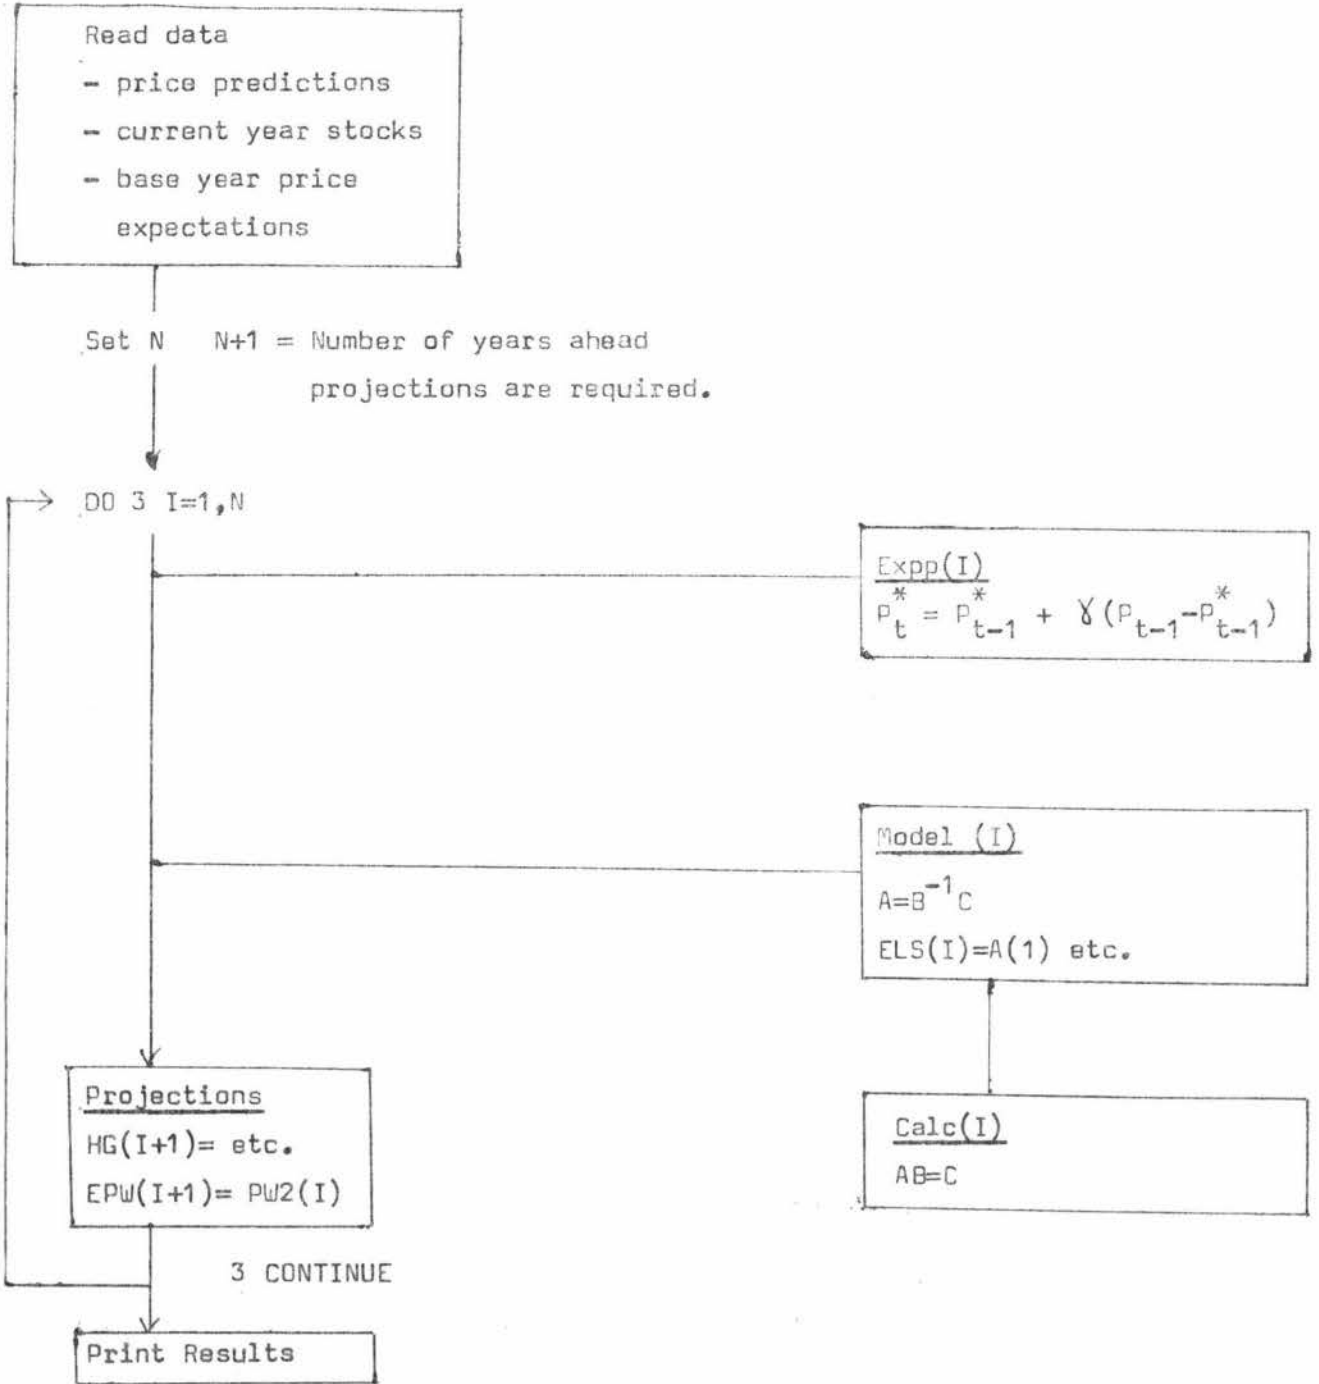 Read data
- price predictions
- current year stocks
- base year price
expectations
Set N N+1 = Number of years ahead
projections are required.
DO 3 I=1,N
Expp(I)
P*t = P*t-1 + γ(Pt-1-P*t-1)
Model (I)
A=B-1C
ELS(I)=A(1) etc.
Projections
HG(I+1)= etc.
EPW(I+1)= PW2(I)
Calc(I)
AB=C
3 CONTINUE
Print Results